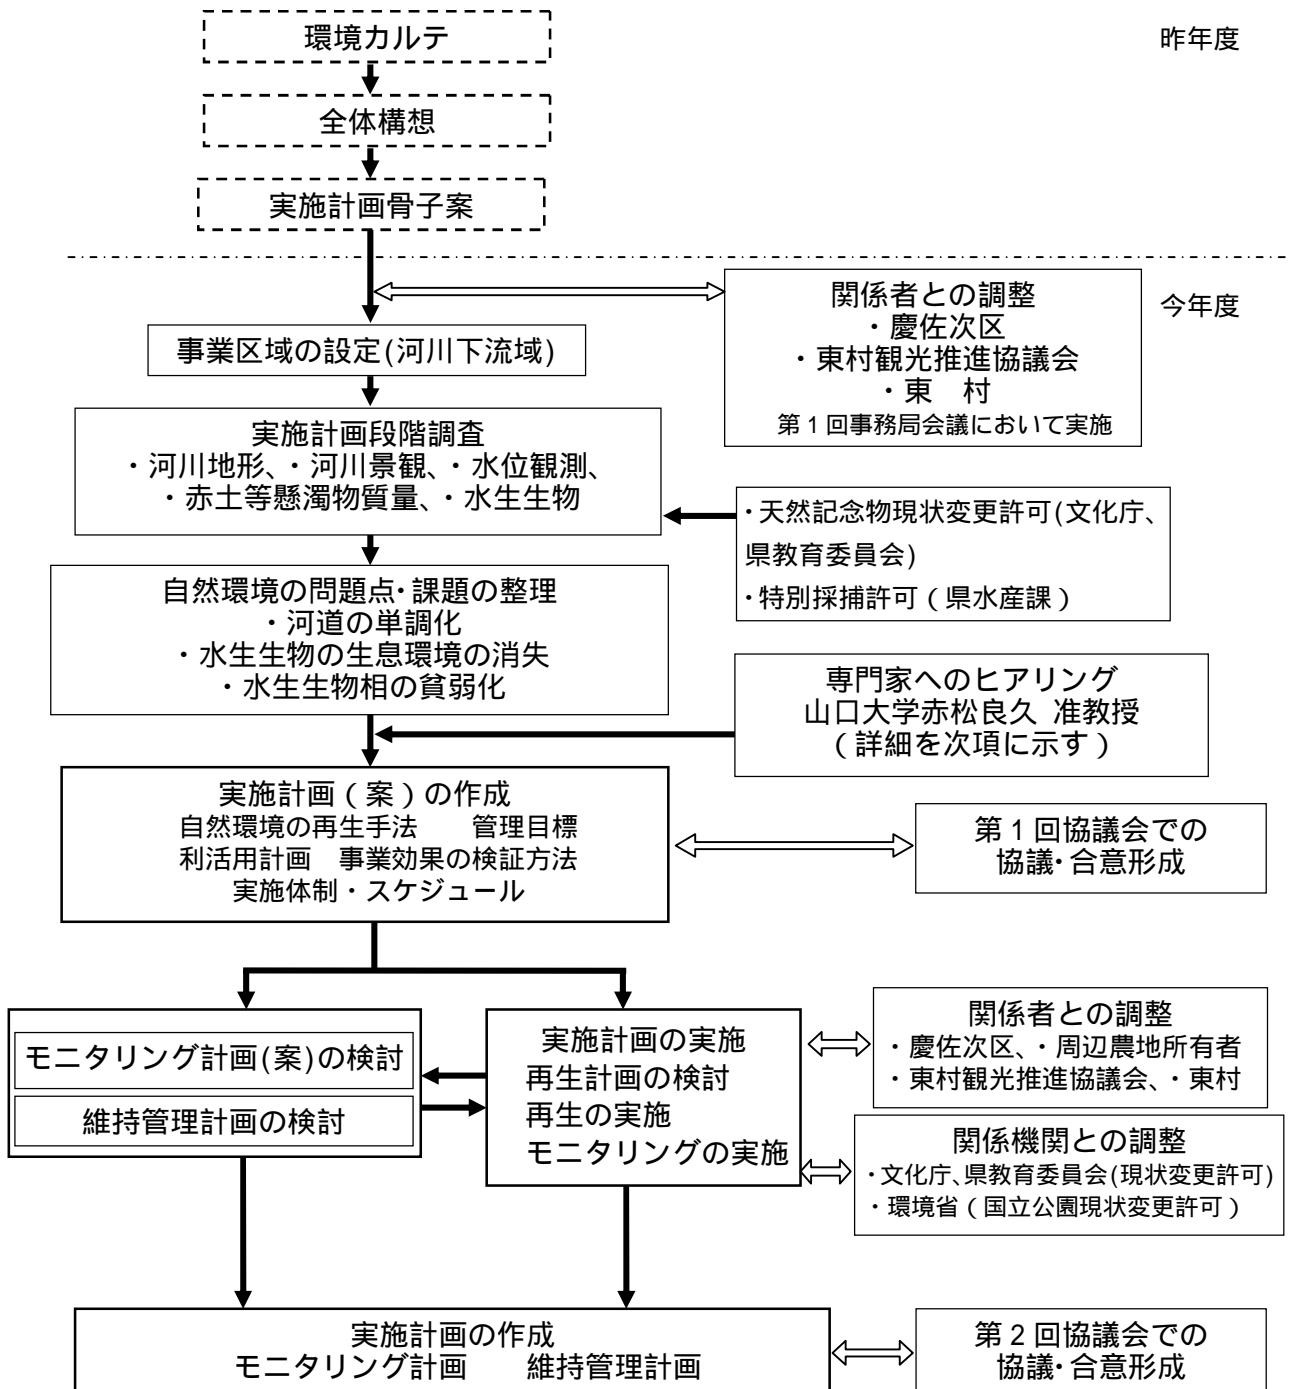 環境カルテ
昨年度
全体構想
実施計画骨子案
関係者との調整
・慶佐次区
・東村観光推進協議会
・東　村
第1回事務局会議において実施
今年度
事業区域の設定(河川下流域)
実施計画段階調査
・河川地形、・河川景観、・水位観測、
・赤土等懸濁物質量、・水生生物
・天然記念物現状変更許可(文化庁、
県教育委員会)
・特別採捕許可（県水産課）
自然環境の問題点・課題の整理
・河道の単調化
・水生生物の生息環境の消失
・水生生物相の貧弱化
専門家へのヒアリング
山口大学赤松良久 准教授
（詳細を次項に示す）
実施計画（案）の作成
自然環境の再生手法　　管理目標
利活用計画　事業効果の検証方法
実施体制・スケジュール
第1回協議会での
協議・合意形成
モニタリング計画(案)の検討
維持管理計画の検討
実施計画の実施
再生計画の検討
再生の実施
モニタリングの実施
関係者との調整
・慶佐次区、・周辺農地所有者
・東村観光推進協議会、・東村
関係機関との調整
・文化庁、県教育委員会(現状変更許可)
・環境省（国立公園現状変更許可）
実施計画の作成
モニタリング計画　　維持管理計画
第2回協議会での
協議・合意形成